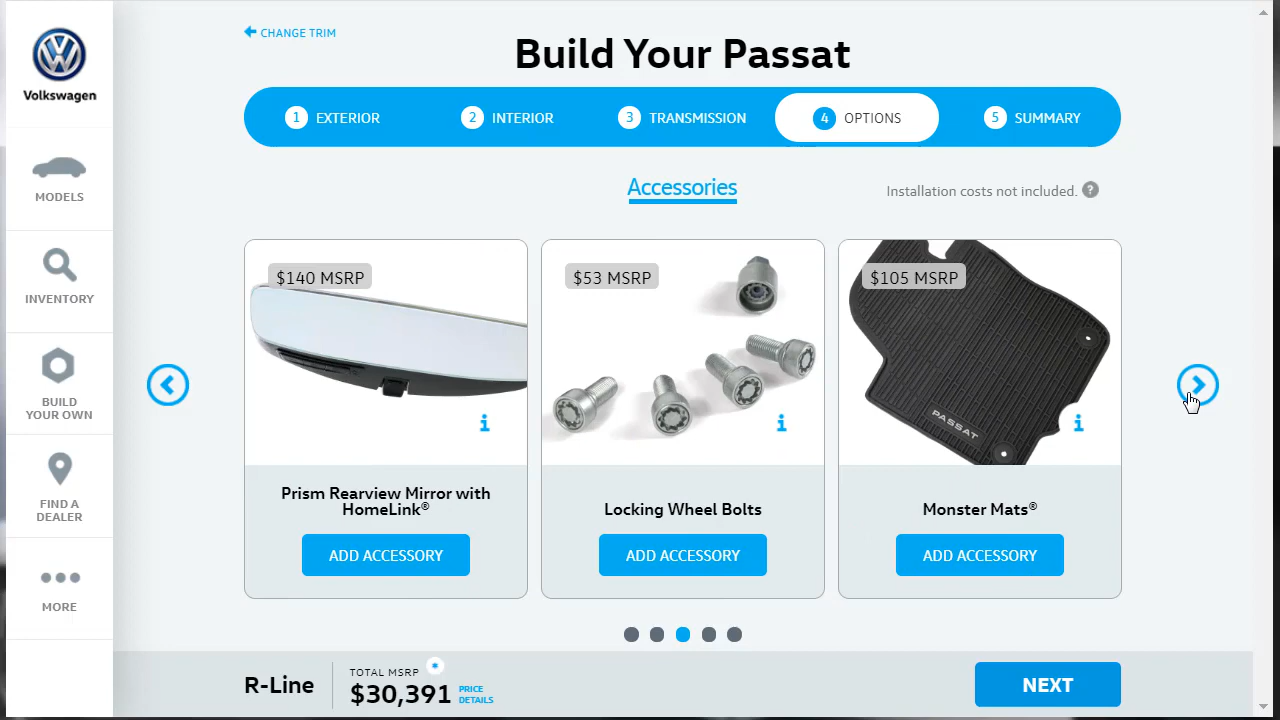 CHANGE TRIM
Build Your Passat
Volkswagen
1 EXTERIOR
2 INTERIOR
3 TRANSMISSION
4 OPTIONS
5 SUMMARY
MODELS
INVENTORY
BUILD
YOUR OWN
FIND A
DEALER
MORE
Accessories
Installation costs not included. ?
$140 MSRP
$53 MSRP
$105 MSRP
PASSAT
Prism Rearview Mirror with
HomeLink®
Locking Wheel Bolts
Monster Mats®
ADD ACCESSORY
ADD ACCESSORY
ADD ACCESSORY
R-Line
TOTAL MSRP *
$30,391
PRICE
DETAILS
NEXT